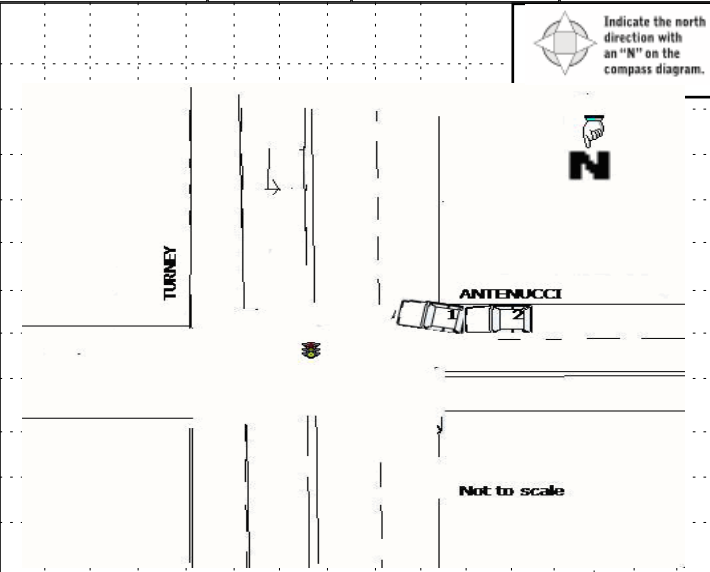 Indicate the north
direction with
an “N” on the
compass diagram.
N
TURNEY
ANTENUCCI
1
2
Not to scale